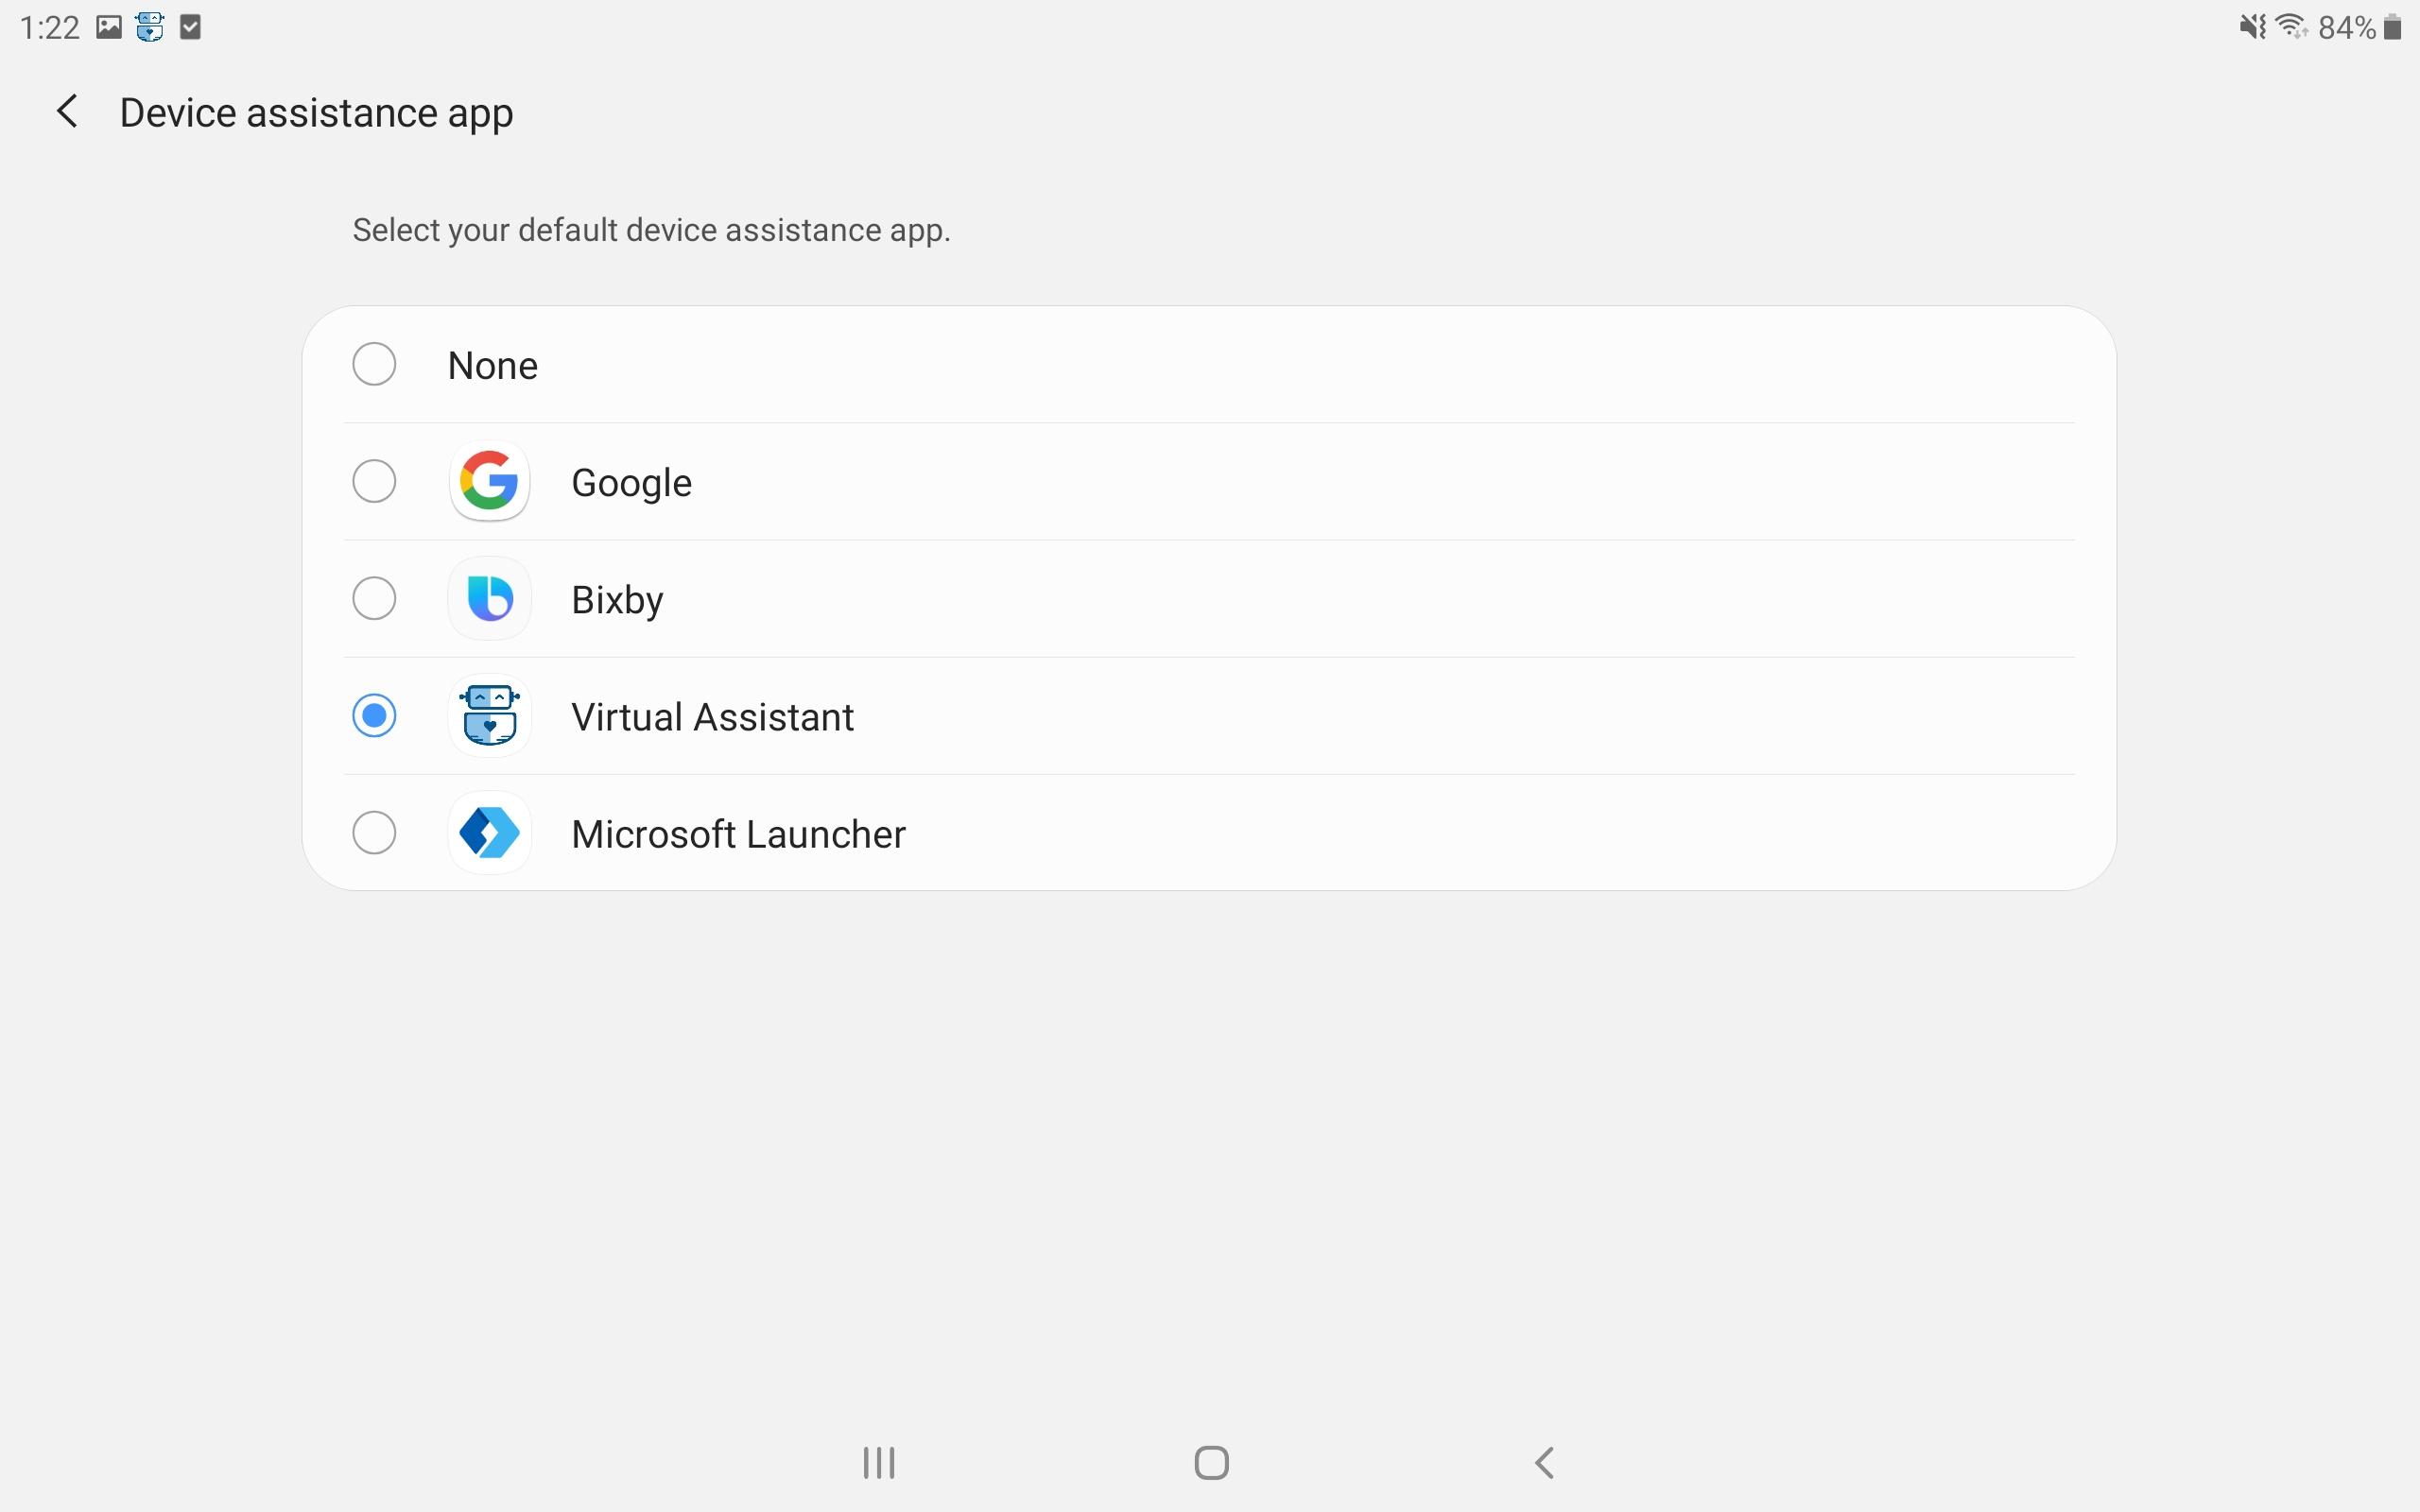 1:22
84%
Device assistance app
Select your default device assistance app.
None
Google
Bixby
Virtual Assistant
Microsoft Launcher